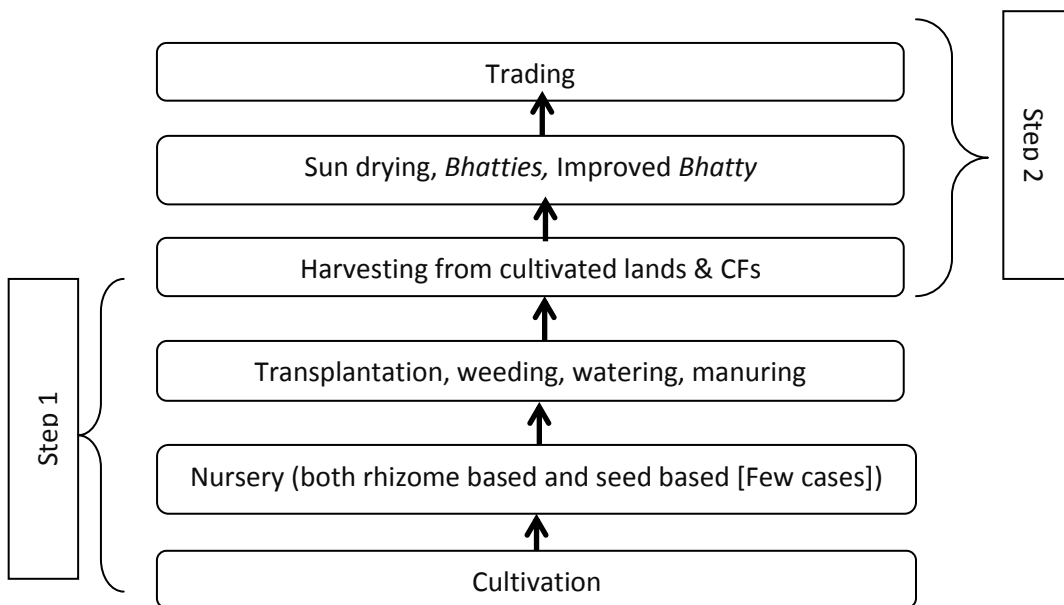 Trading
Step 2
Sun drying, Bhatties, Improved Bhatty
Harvesting from cultivated lands & CFs
Step 1
Transplantation, weeding, watering, manuring
Nursery (both rhizome based and seed based [Few cases])
Cultivation